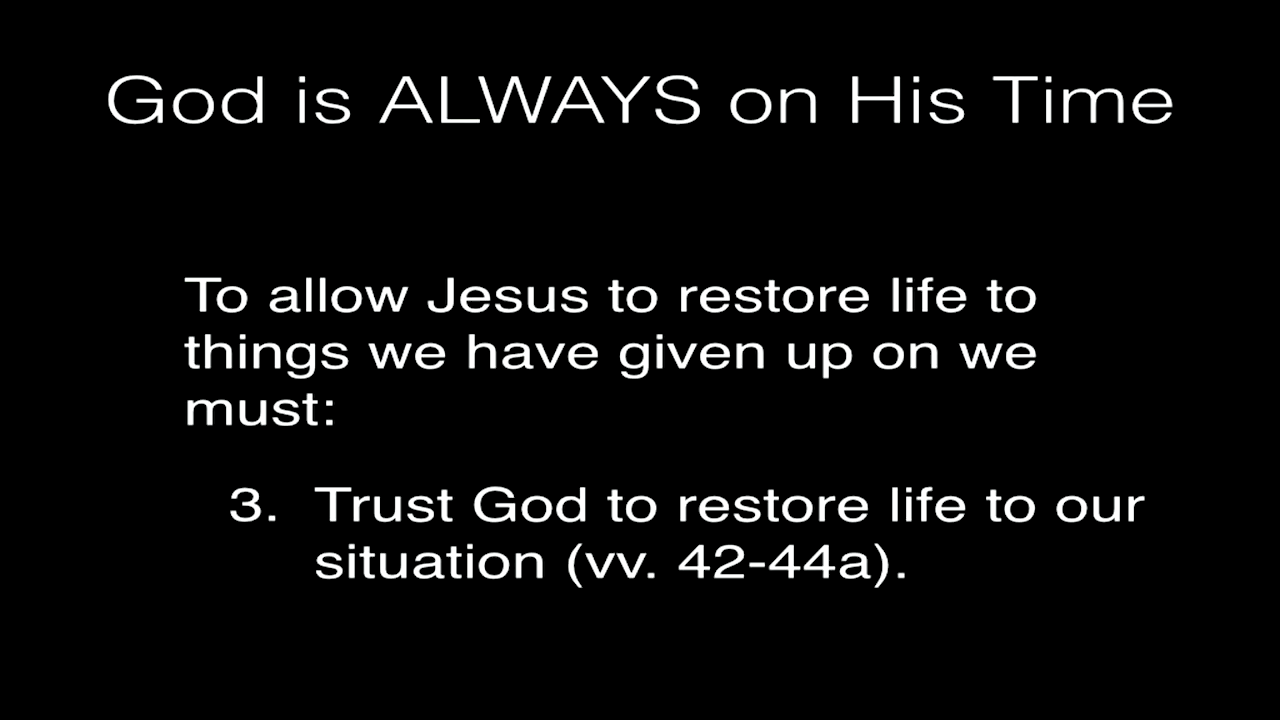 God is ALWAYS on His Time
To allow Jesus to restore life to
things we have given up on we
must:
3. Trust God to restore life to our
situation (vv. 42-44a).